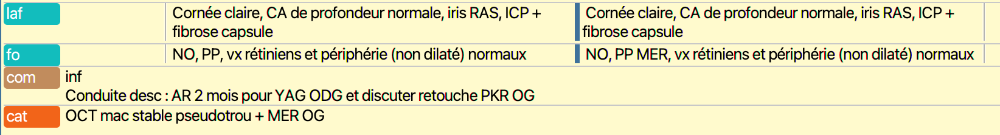 laf Cornée claire, CA de profondeur normale, iris RAS, ICP + Cornée claire, CA de profondeur normale, iris RAS, ICP +
fibrose capsule fibrose capsule
fo NO, PP, vx rétiniens et périphérie (non dilaté) normaux NO, PP MER, vx rétiniens et périphérie (non dilaté) normaux
com inf
Conduite desc : AR 2 mois pour YAG ODG et discuter retouche PKR OG
cat OCT mac stable pseudotrou + MER OG